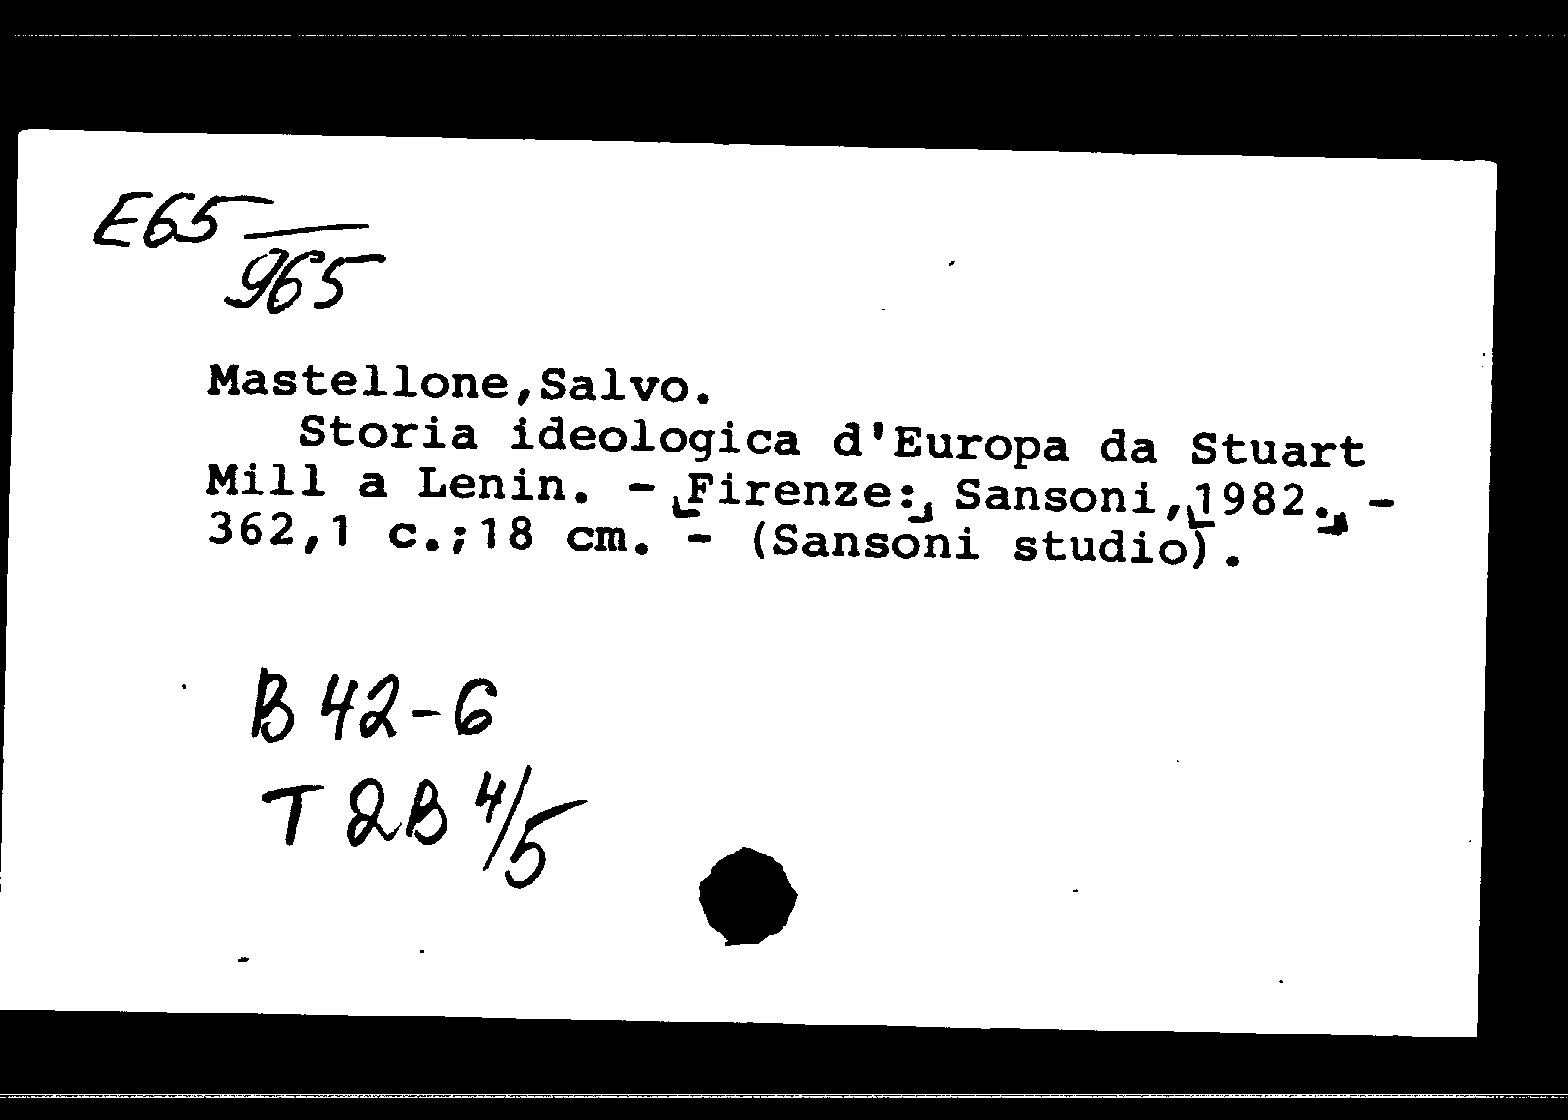 E65
965
Mastellone,Salvo.
Storia ideologica d'Europa da Stuart
Mill a Lenin. - [Firenze:] Sansoni,[1982.] -
362,1 c.;18 cm. - (Sansoni studio).
B 42-6
T 2B 4/5